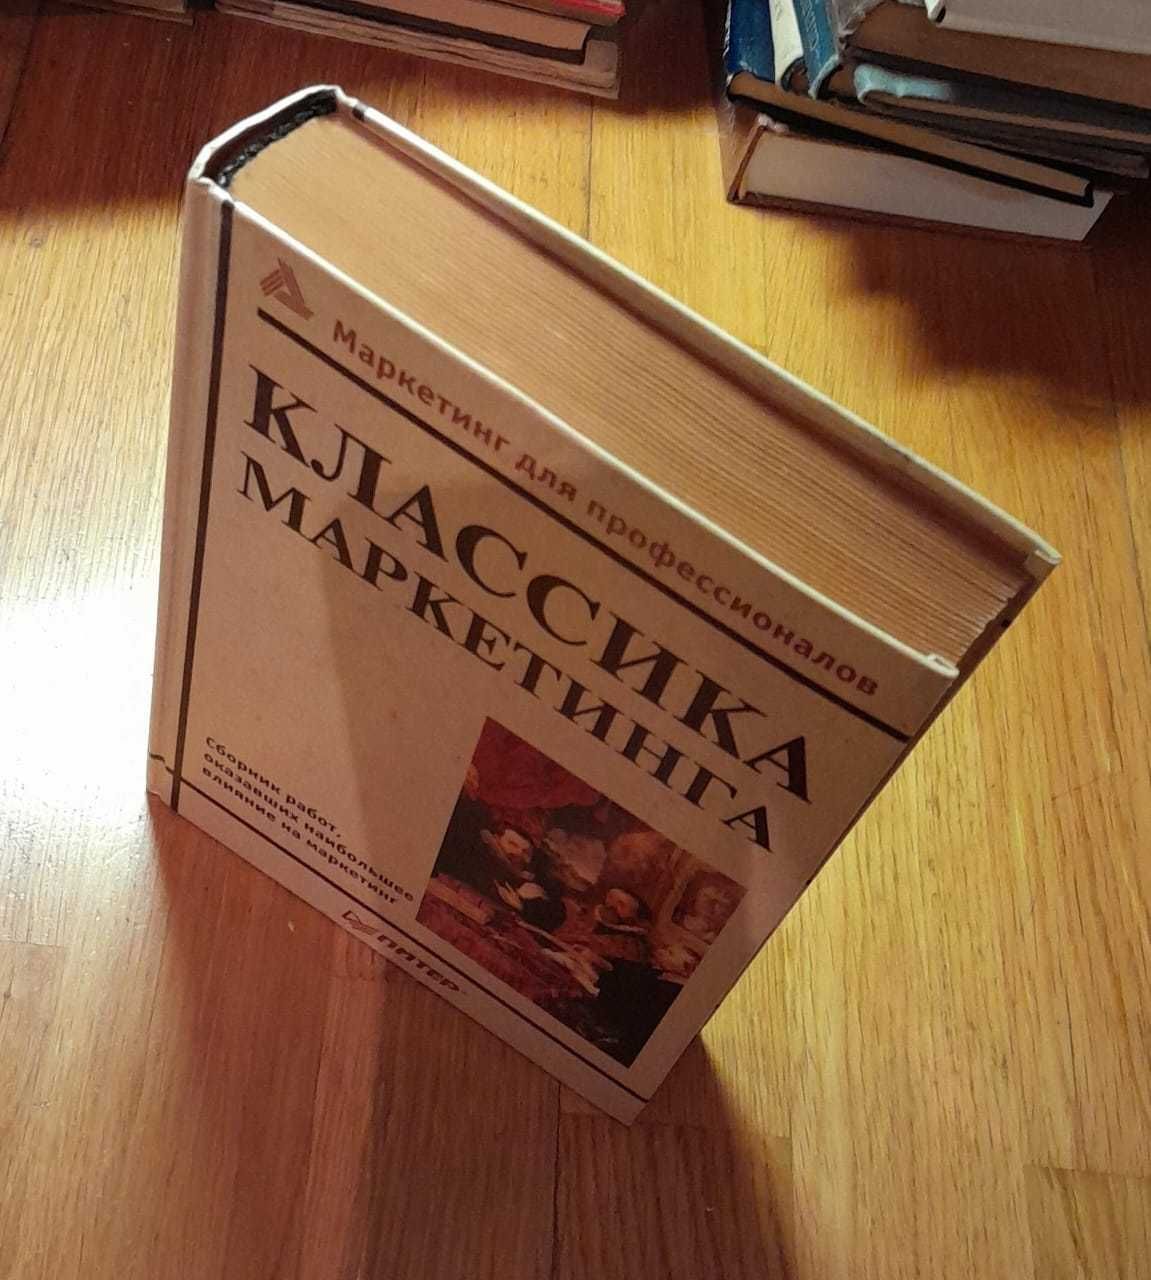 Маркетинг для профессионалов
КЛАССИКА
МАРКЕТИНГА
Сборник работ,
оказавших наибольшее
влияние на маркетинг
ПИТЕР